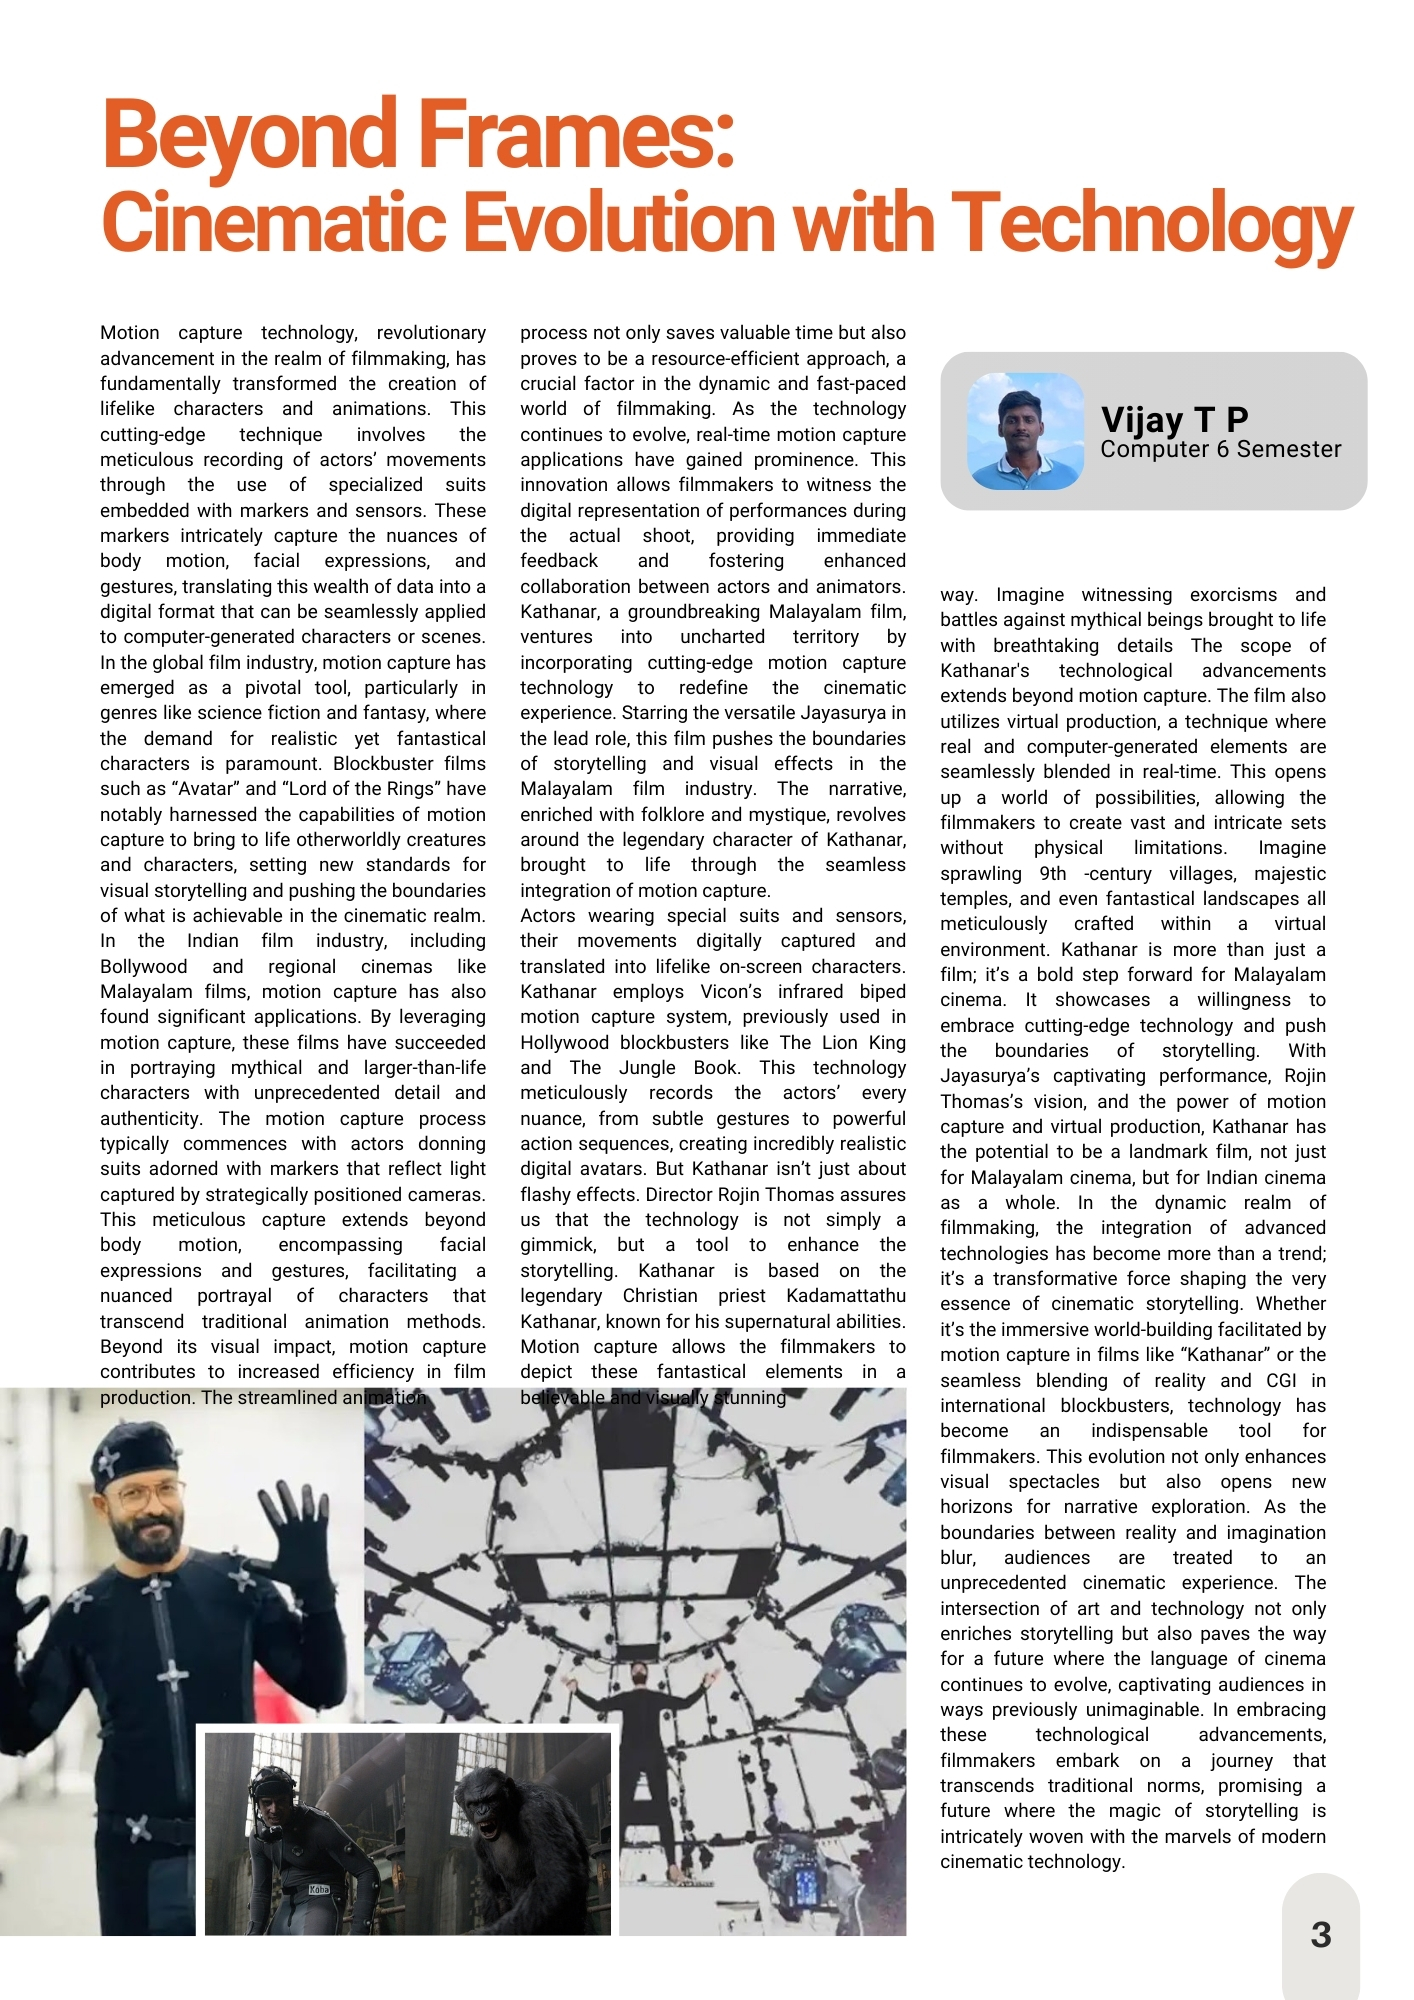 Beyond Frames:
Cinematic Evolution with Technology
Motion capture technology, revolutionary
advancement in the realm of filmmaking, has
fundamentally transformed the creation of
lifelike characters and animations. This
cutting-edge technique involves the
meticulous recording of actors’ movements
through the use of specialized suits
embedded with markers and sensors. These
markers intricately capture the nuances of
body motion, facial expressions, and
gestures, translating this wealth of data into a
digital format that can be seamlessly applied
to computer-generated characters or scenes.
In the global film industry, motion capture has
emerged as a pivotal tool, particularly in
genres like science fiction and fantasy, where
the demand for realistic yet fantastical
characters is paramount. Blockbuster films
such as “Avatar” and “Lord of the Rings” have
notably harnessed the capabilities of motion
capture to bring to life otherworldly creatures
and characters, setting new standards for
visual storytelling and pushing the boundaries
of what is achievable in the cinematic realm.
In the Indian film industry, including
Bollywood and regional cinemas like
Malayalam films, motion capture has also
found significant applications. By leveraging
motion capture, these films have succeeded
in portraying mythical and larger-than-life
characters with unprecedented detail and
authenticity. The motion capture process
typically commences with actors donning
suits adorned with markers that reflect light
captured by strategically positioned cameras.
This meticulous capture extends beyond
body motion, encompassing facial
expressions and gestures, facilitating a
nuanced portrayal of characters that
transcend traditional animation methods.
Beyond its visual impact, motion capture
contributes to increased efficiency in film
production. The streamlined animation
process not only saves valuable time but also
proves to be a resource-efficient approach, a
crucial factor in the dynamic and fast-paced
world of filmmaking. As the technology
continues to evolve, real-time motion capture
applications have gained prominence. This
innovation allows filmmakers to witness the
digital representation of performances during
the actual shoot, providing immediate
feedback and fostering enhanced
collaboration between actors and animators.
Kathanar, a groundbreaking Malayalam film,
ventures into uncharted territory by
incorporating cutting-edge motion capture
technology to redefine the cinematic
experience. Starring the versatile Jayasurya in
the lead role, this film pushes the boundaries
of storytelling and visual effects in the
Malayalam film industry. The narrative,
enriched with folklore and mystique, revolves
around the legendary character of Kathanar,
brought to life through the seamless
integration of motion capture.
Actors wearing special suits and sensors,
their movements digitally captured and
translated into lifelike on-screen characters.
Kathanar employs Vicon’s infrared biped
motion capture system, previously used in
Hollywood blockbusters like The Lion King
and The Jungle Book. This technology
meticulously records the actors’ every
nuance, from subtle gestures to powerful
action sequences, creating incredibly realistic
digital avatars. But Kathanar isn’t just about
flashy effects. Director Rojin Thomas assures
us that the technology is not simply a
gimmick, but a tool to enhance the
storytelling. Kathanar is based on the
legendary Christian priest Kadamattathu
Kathanar, known for his supernatural abilities.
Motion capture allows the filmmakers to
depict these fantastical elements in a
believable and visually stunning
Vijay T P
Computer 6 Semester
way. Imagine witnessing exorcisms and
battles against mythical beings brought to life
with breathtaking details The scope of
Kathanar's technological advancements
extends beyond motion capture. The film also
utilizes virtual production, a technique where
real and computer-generated elements are
seamlessly blended in real-time. This opens
up a world of possibilities, allowing the
filmmakers to create vast and intricate sets
without physical limitations. Imagine
sprawling 9th -century villages, majestic
temples, and even fantastical landscapes all
meticulously crafted within a virtual
environment. Kathanar is more than just a
film; it’s a bold step forward for Malayalam
cinema. It showcases a willingness to
embrace cutting-edge technology and push
the boundaries of storytelling. With
Jayasurya’s captivating performance, Rojin
Thomas’s vision, and the power of motion
capture and virtual production, Kathanar has
the potential to be a landmark film, not just
for Malayalam cinema, but for Indian cinema
as a whole. In the dynamic realm of
filmmaking, the integration of advanced
technologies has become more than a trend;
it’s a transformative force shaping the very
essence of cinematic storytelling. Whether
it’s the immersive world-building facilitated by
motion capture in films like “Kathanar” or the
seamless blending of reality and CGI in
international blockbusters, technology has
become an indispensable tool for
filmmakers. This evolution not only enhances
visual spectacles but also opens new
horizons for narrative exploration. As the
boundaries between reality and imagination
blur, audiences are treated to an
unprecedented cinematic experience. The
intersection of art and technology not only
enriches storytelling but also paves the way
for a future where the language of cinema
continues to evolve, captivating audiences in
ways previously unimaginable. In embracing
these technological advancements,
filmmakers embark on a journey that
transcends traditional norms, promising a
future where the magic of storytelling is
intricately woven with the marvels of modern
cinematic technology.
Koba
3